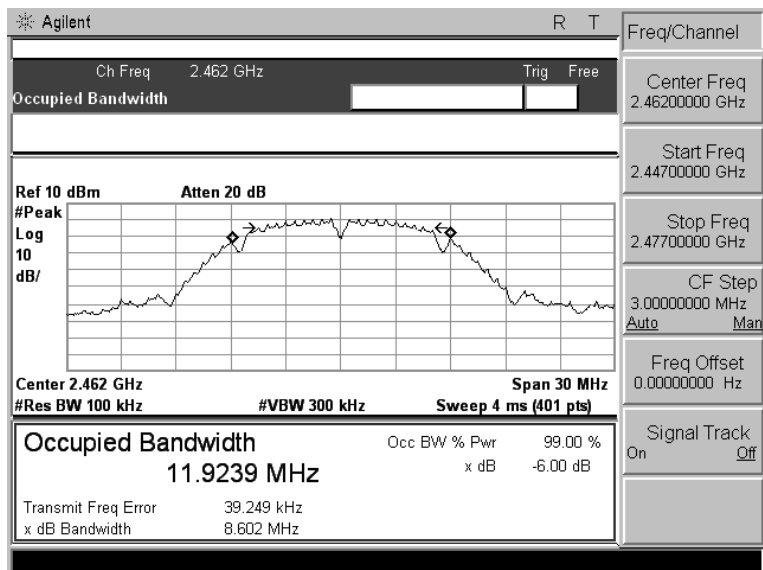 Agilent R T
Ch Freq 2.462 GHz Trig Free
Occupied Bandwidth
Ref 10 dBm Atten 20 dB
#Peak
Log
10
dB/
Center 2.462 GHz Span 30 MHz
#Res BW 100 kHz #VBW 300 kHz Sweep 4 ms (401 pts)
Occupied Bandwidth Occ BW % Pwr 99.00 %
11.9239 MHz x dB -6.00 dB
Transmit Freq Error 39.249 kHz
x dB Bandwidth 8.602 MHz
Freq/Channel
Center Freq
2.46200000 GHz
Start Freq
2.44700000 GHz
Stop Freq
2.47700000 GHz
CF Step
3.00000000 MHz
Auto Man
Freq Offset
0.00000000 Hz
Signal Track
On Off